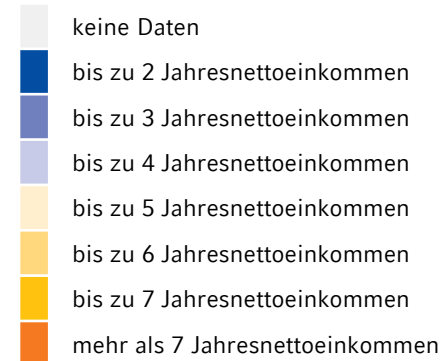 keine Daten
bis zu 2 Jahresnettoeinkommen
bis zu 3 Jahresnettoeinkommen
bis zu 4 Jahresnettoeinkommen
bis zu 5 Jahresnettoeinkommen
bis zu 6 Jahresnettoeinkommen
bis zu 7 Jahresnettoeinkommen
mehr als 7 Jahresnettoeinkommen